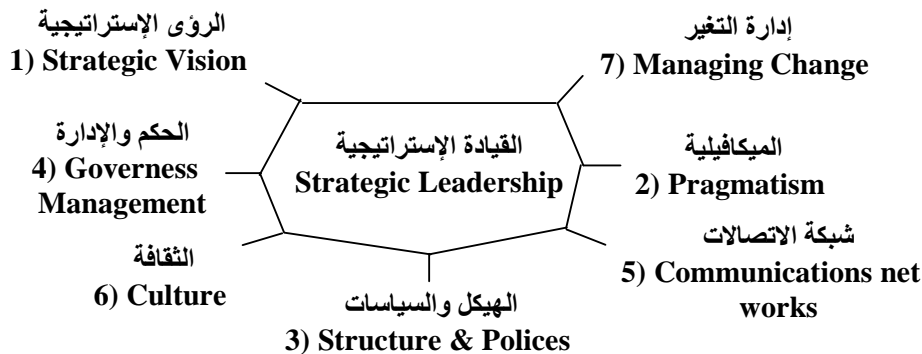 الرؤى الإستراتيجية
1) Strategic Vision
إدارة التغير
7) Managing Change
الحكم والإدارة
4) Governess
Management
القيادة الإستراتيجية
Strategic Leadership
الميكافيلية
2) Pragmatism
الثقافة
6) Culture
شبكة الاتصالات
5) Communications net
works
الهيكل والسياسات
3) Structure & Polices